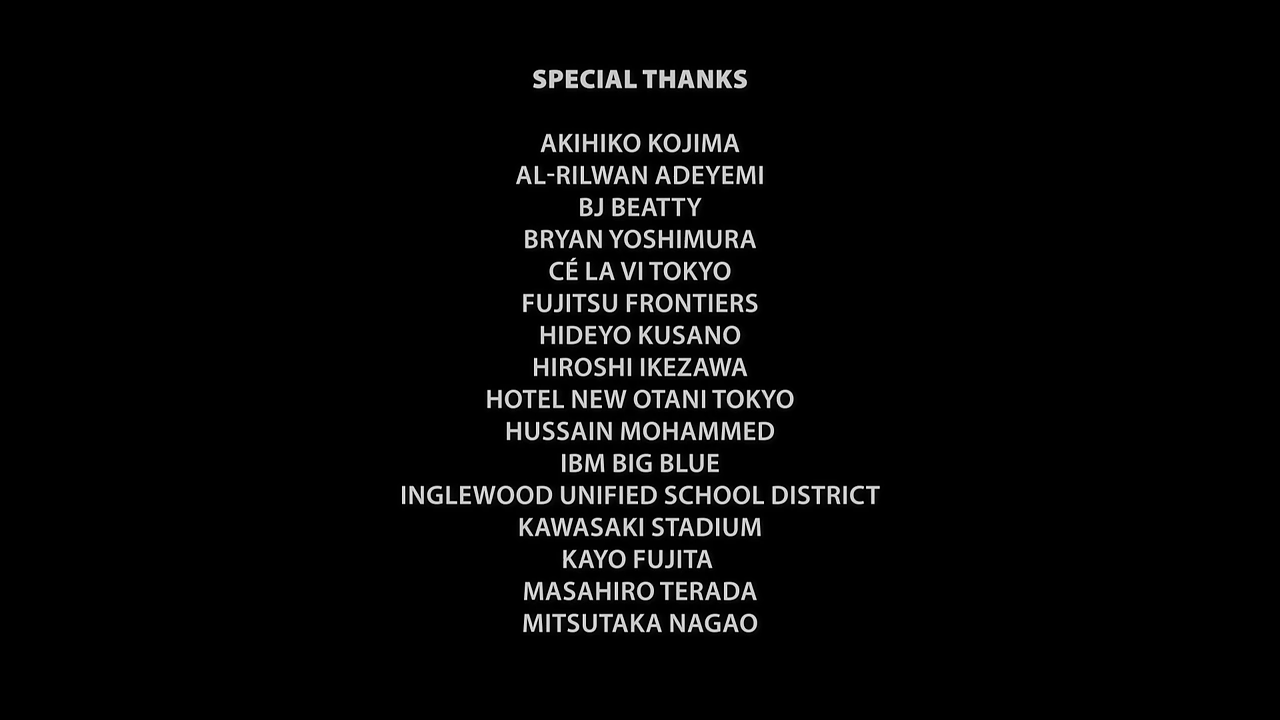 SPECIAL THANKS
AKIHIKO KOJIMA
AL-RILWAN ADEYEMI
BJ BEATTY
BRYAN YOSHIMURA
CÉ LA VI TOKYO
FUJITSU FRONTIERS
HIDEYO KUSANO
HIROSHI IKEZAWA
HOTEL NEW OTANI TOKYO
HUSSAIN MOHAMMED
IBM BIG BLUE
INGLEWOOD UNIFIED SCHOOL DISTRICT
KAWASAKI STADIUM
KAYO FUJITA
MASAHIRO TERADA
MITSUTAKA NAGAO